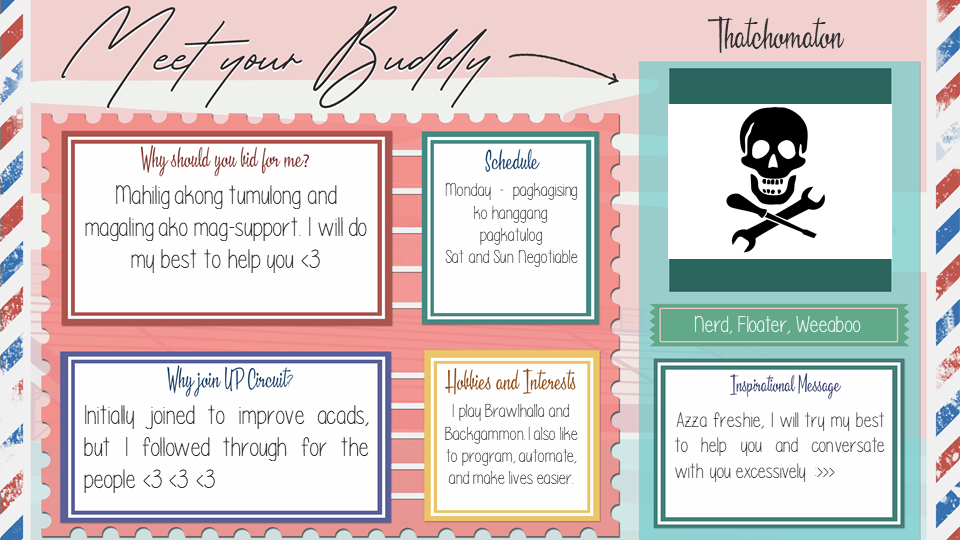 Meet your Buddy
Thatchomaton
Why should you bid for me?
Mahilig akong tumulong and
magaling ako mag-support. I will do
my best to help you <3
Schedule
Monday - pagkagising
ko hanggang
pagkatulog
Sat and Sun Negotiable
Nerd, Floater, Weeaboo
Why join UP Circuit?
Initially joined to improve acads,
but I followed through for the
people <3 <3 <3
Hobbies and Interests
I play Brawlhalla and
Backgammon. I also like
to program, automate,
and make lives easier.
Inspirational Message
Azza freshie, I will try my best
to help you and conversate
with you excessively :>>>